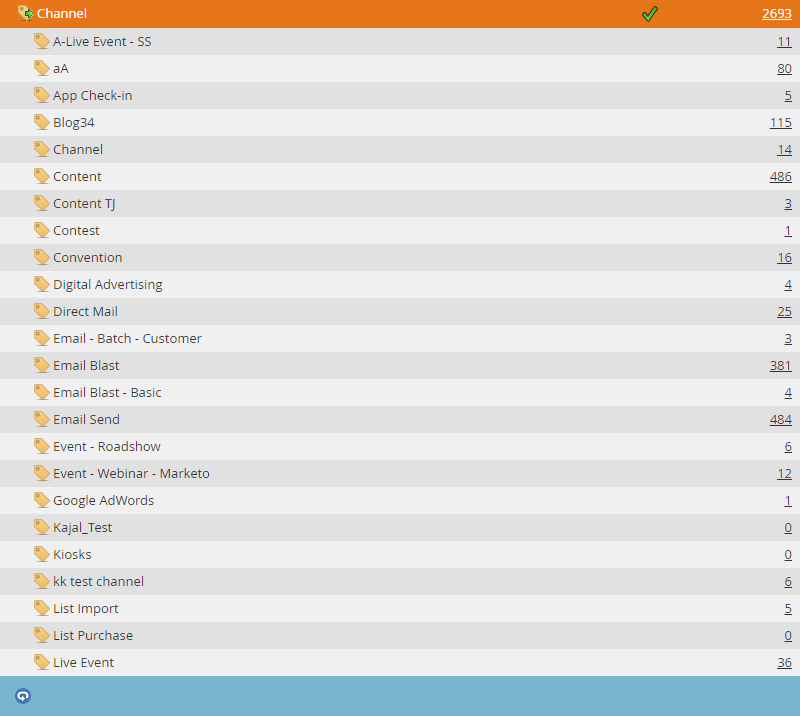 Channel 2693
A-Live Event - SS 11
aA 80
App Check-in 5
Blog34 115
Channel 14
Content 486
Content TJ 3
Contest 1
Convention 16
Digital Advertising 4
Direct Mail 25
Email - Batch - Customer 3
Email Blast 381
Email Blast - Basic 4
Email Send 484
Event - Roadshow 6
Event - Webinar - Marketo 12
Google AdWords 1
Kajal_Test 0
Kiosks 0
kk test channel 6
List Import 5
List Purchase 0
Live Event 36